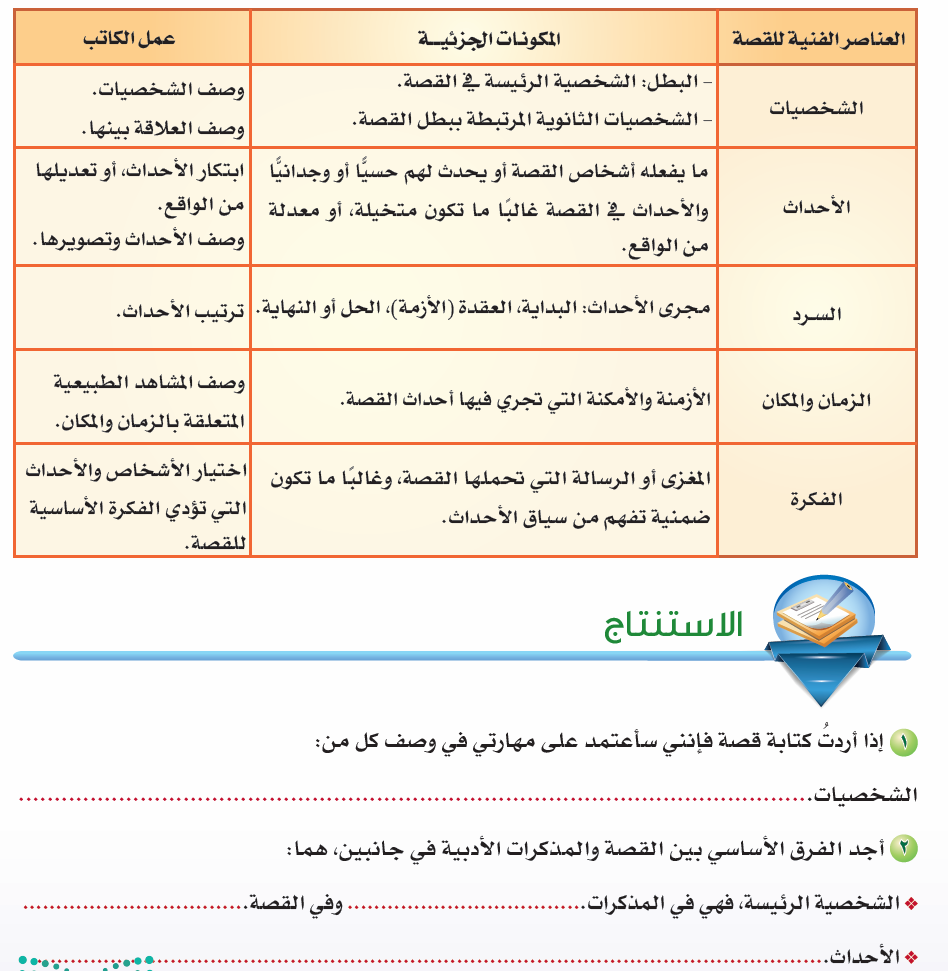 العناصر الفنية للقصة	المكونات الجزئيـــة	عمل الكاتب
الشخصيات
– البطل: الشخصية الرئيسة في القصة.
– الشخصيات الثانوية المرتبطة ببطل القصة.
وصف الشخصيات.
وصف العلاقة بينها.
الأحداث
ما يفعله أشخاص القصة أو يحدث لهم حسيًّا أو وجدانيًّا
والأحداث في القصة غالبًا ما تكون متخيلة، أو معدلة
من الواقع.
ابتكار الأحداث، أو تعديلها
من الواقع.
وصف الأحداث وتصويرها.
السـرد
مجرى الأحداث: البداية، العقدة (الأزمة)، الحل أو النهاية.
ترتيب الأحداث.
الزمان والمكان
الأزمنة والأمكنة التي تجري فيها أحداث القصة.
وصف المشاهد الطبيعية
المتعلقة بالزمان والمكان.
الفكرة
المغزى أو الرسالة التي تحملها القصة، وغالبًا ما تكون
ضمنية تفهم من سياق الأحداث.
اختيار الأشخاص والأحداث
التي تؤدي الفكرة الأساسية
للقصة.
الاستنتاج
١ إذا أردتُ كتابة قصة فإنني سأعتمد على مهارتي في وصف كل من:
الشخصيات..........................................................................................................
٢ أجد الفرق الأساسي بين القصة والمذكرات الأدبية في جانبين، هما:
❖ الشخصية الرئيسة، فهي في المذكرات................................ وفي القصة...............................
❖ الأحداث..........................................................................................................